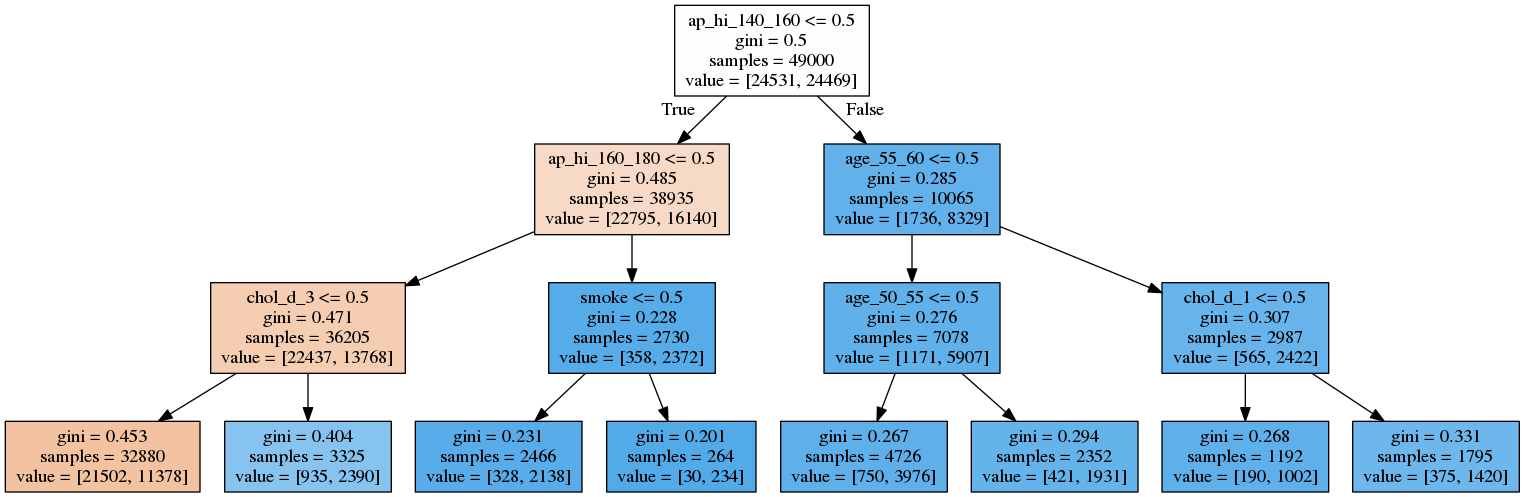 ap_hi_140_160 <= 0.5
gini = 0.5
samples = 49000
value = [24531, 24469]
True
False
ap_hi_160_180 <= 0.5
gini = 0.485
samples = 38935
value = [22795, 16140]
age_55_60 <= 0.5
gini = 0.285
samples = 10065
value = [1736, 8329]
chol_d_3 <= 0.5
gini = 0.471
samples = 36205
value = [22437, 13768]
smoke <= 0.5
gini = 0.228
samples = 2730
value = [358, 2372]
age_50_55 <= 0.5
gini = 0.276
samples = 7078
value = [1171, 5907]
chol_d_1 <= 0.5
gini = 0.307
samples = 2987
value = [565, 2422]
gini = 0.453
samples = 32880
value = [21502, 11378]
gini = 0.404
samples = 3325
value = [935, 2390]
gini = 0.231
samples = 2466
value = [328, 2138]
gini = 0.201
samples = 264
value = [30, 234]
gini = 0.267
samples = 4726
value = [750, 3976]
gini = 0.294
samples = 2352
value = [421, 1931]
gini = 0.268
samples = 1192
value = [190, 1002]
gini = 0.331
samples = 1795
value = [375, 1420]